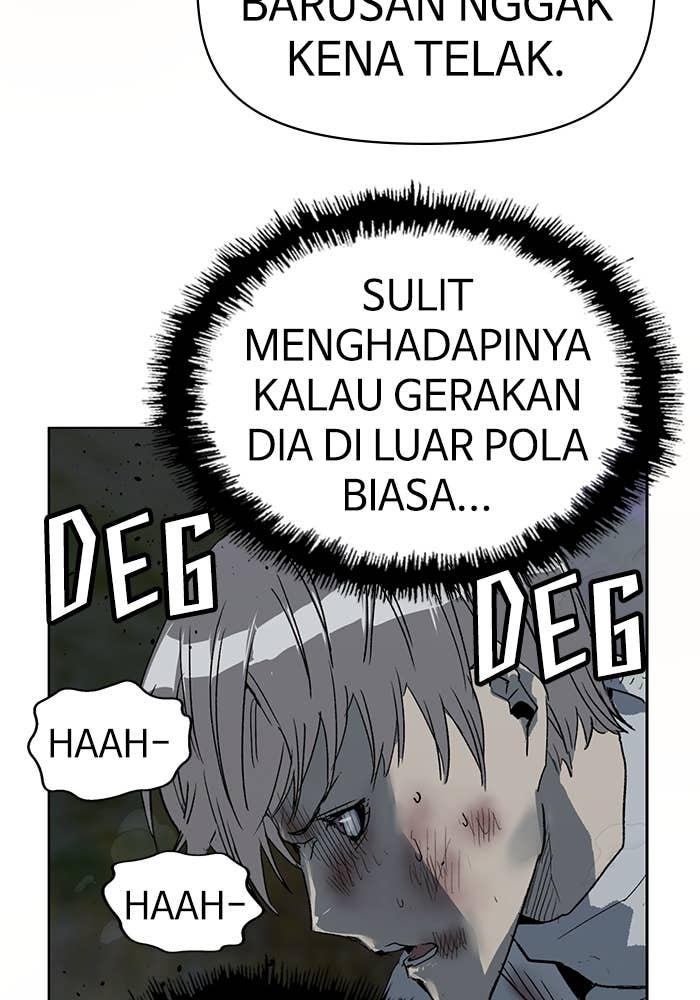 BARUSAN NGGAK
KENA TELAK.
SULIT
MENGHADAPINYA
KALAU GERAKAN
DIA DI LUAR POLA
BIASA...
DEG
DEG
HAAH-
HAAH-